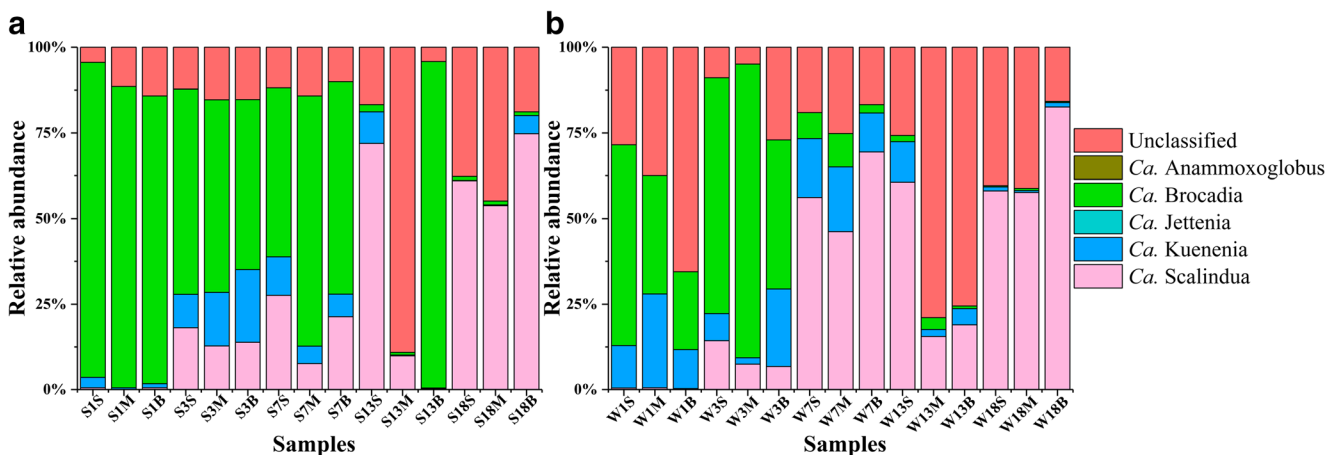 a
b
100%
75%
50%
25%
0%
Relative abundance
S1S
S1M
S1B
S3S
S3M
S3B
S7S
S7M
S7B
S13S
S13M
S13B
S18S
S18M
S18B
Samples
100%
75%
50%
25%
0%
Relative abundance
W1S
W1M
W1B
W3S
W3M
W3B
W7S
W7M
W7B
W13S
W13M
W13B
W18S
W18M
W18B
Samples
Unclassified
Ca. Anammoxoglobus
Ca. Brocadia
Ca. Jettenia
Ca. Kuenenia
Ca. Scalindua